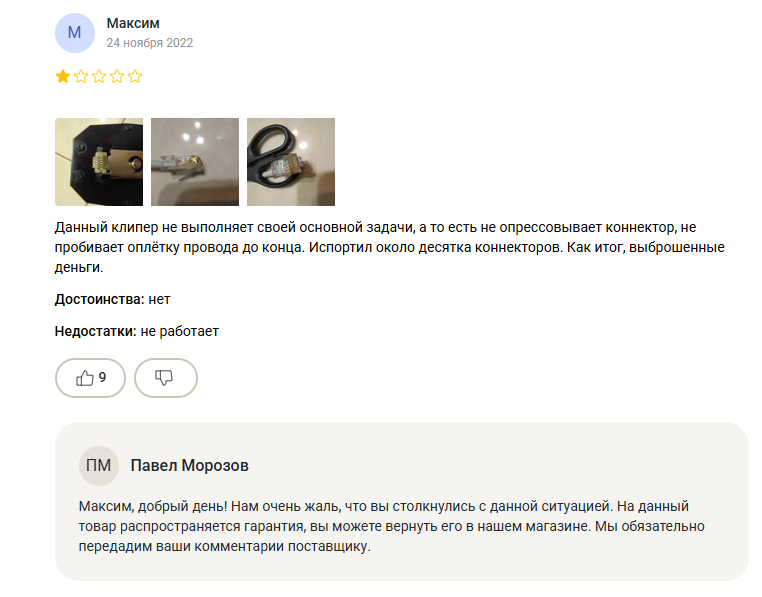 М
Максим
24 ноября 2022
Данный клипер не выполняет своей основной задачи, а то есть не опрессовывает коннектор, не
пробивает оплётку провода до конца. Испортил около десятка коннекторов. Как итог, выброшенные
деньги.
Достоинства: нет
Недостатки: не работает
9
ПМ
Павел Морозов
Максим, добрый день! Нам очень жаль, что вы столкнулись с данной ситуацией. На данный
товар распространяется гарантия, вы можете вернуть его в нашем магазине. Мы обязательно
передадим ваши комментарии поставщику.